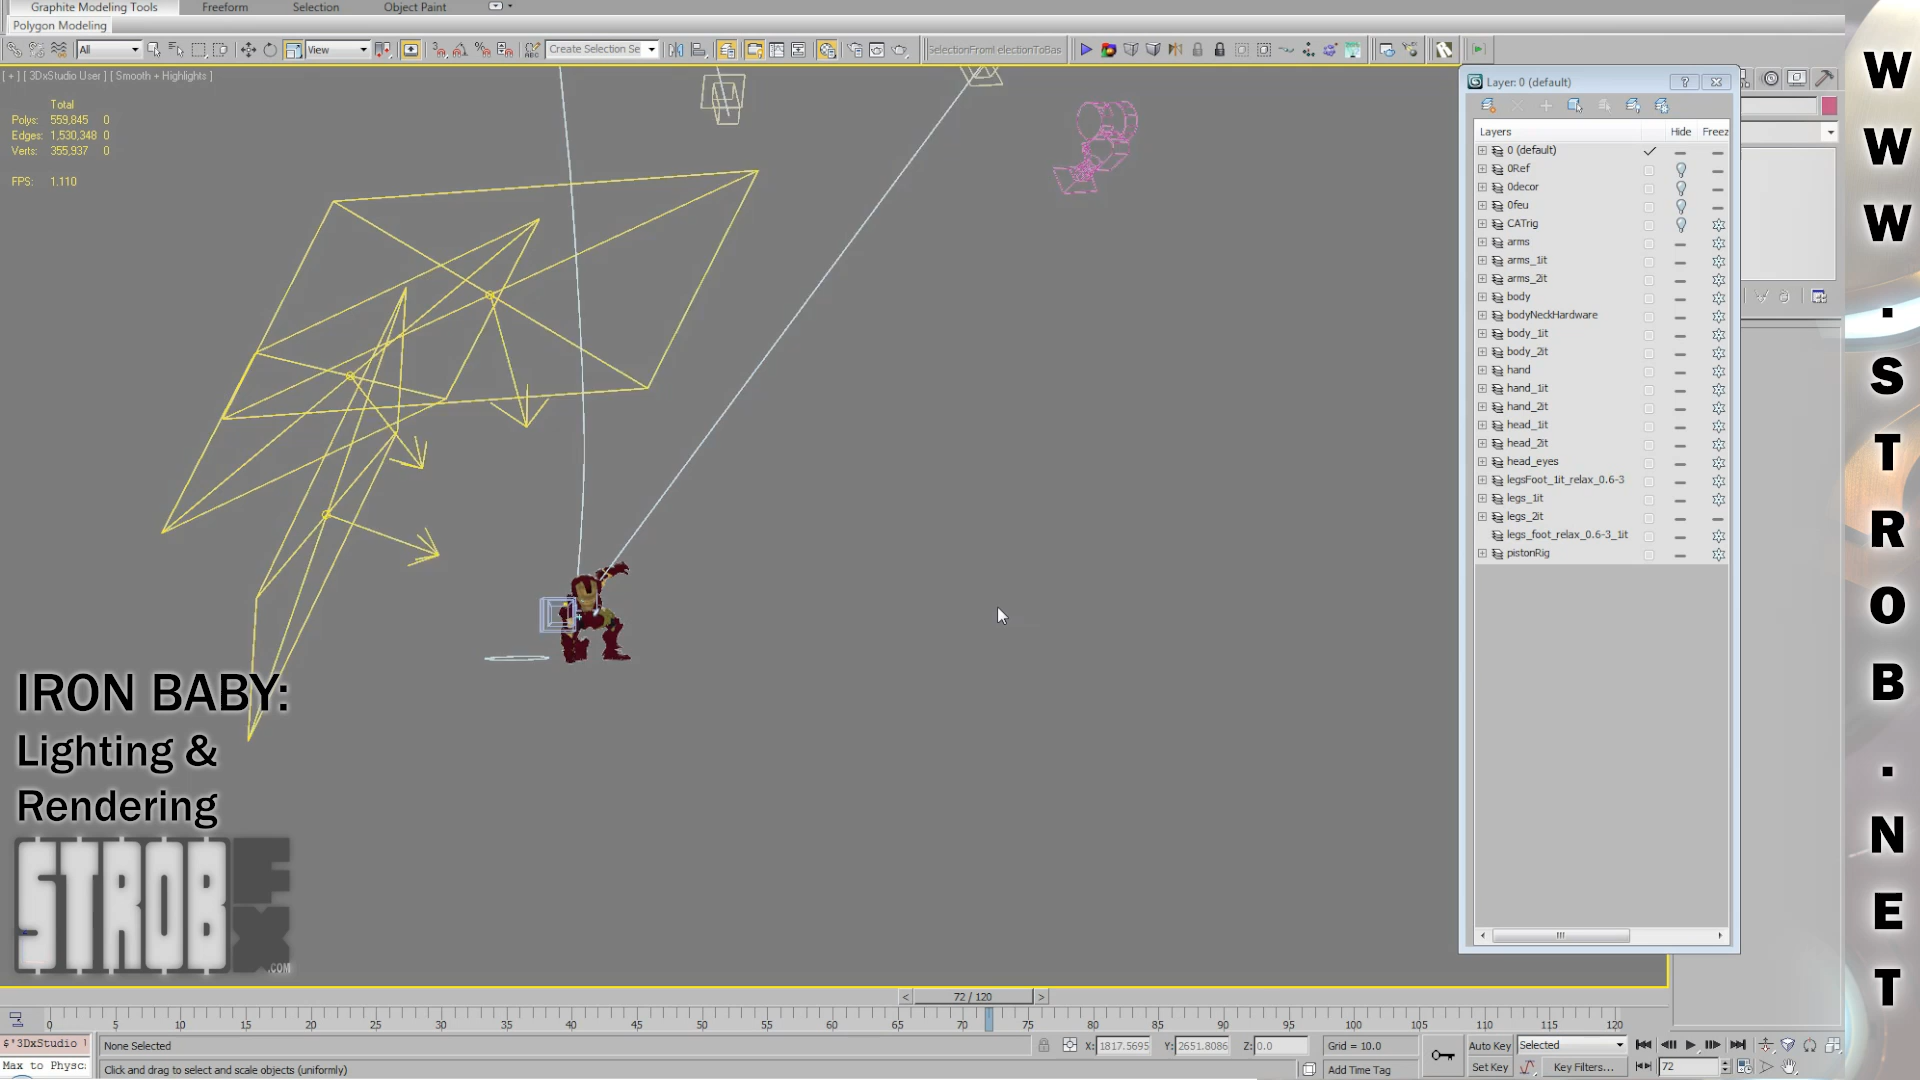 Graphite Modeling Tools
Freeform
Selection
Object Paint
Polygon Modeling
All
View
Create Selection Se
SelectionFromI
electionToBas
[ + ] [ 3DxStudio User ] [ Smooth + Highlights ]
Total
Polys: 559,845 0
Edges: 1,530,348 0
Verts: 355,937 0
FPS: 1.110
Layer: 0 (default)
Layers Hide Freez
0 (default)
0Ref
0decor
0feu
CATrig
arms
arms_1it
arms_2it
body
bodyNeckHardware
body_1it
body_2it
hand
hand_1it
hand_2it
head_1it
head_2it
head_eyes
legsFoot_1it_relax_0.6-3
legs_1it
legs_2it
legs_foot_relax_0.6-3_1it
pistonRig
IRON BABY:
Lighting &
Rendering
STROB
FX
.COM
WWW.STROB.NET
72 / 120
0 5 10 15 20 25 30 35 40 45 50 55 60 65 70 75 80 85 90 95 100 105 110 115 120
$*3DxStudio
None Selected
X: 1817.5695 Y: 2651.8086 Z: 0.0
Grid = 10.0
Auto Key
Selected
Max to Physc
Click and drag to select and scale objects (uniformly)
Add Time Tag
Set Key
Key Filters...
72